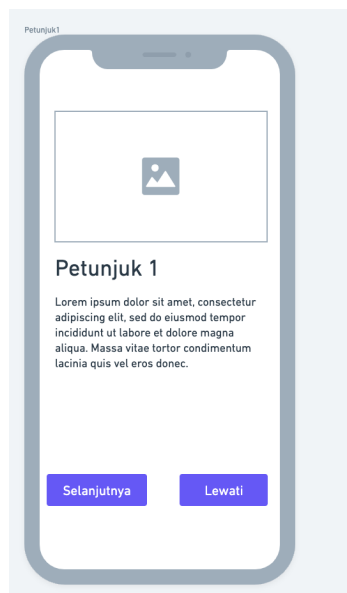 Petunjuk1
Petunjuk 1
Lorem ipsum dolor sit amet, consectetur
adipiscing elit, sed do eiusmod tempor
incididunt ut labore et dolore magna
aliqua. Massa vitae tortor condimentum
lacinia quis vel eros donec.
Selanjutnya
Lewati